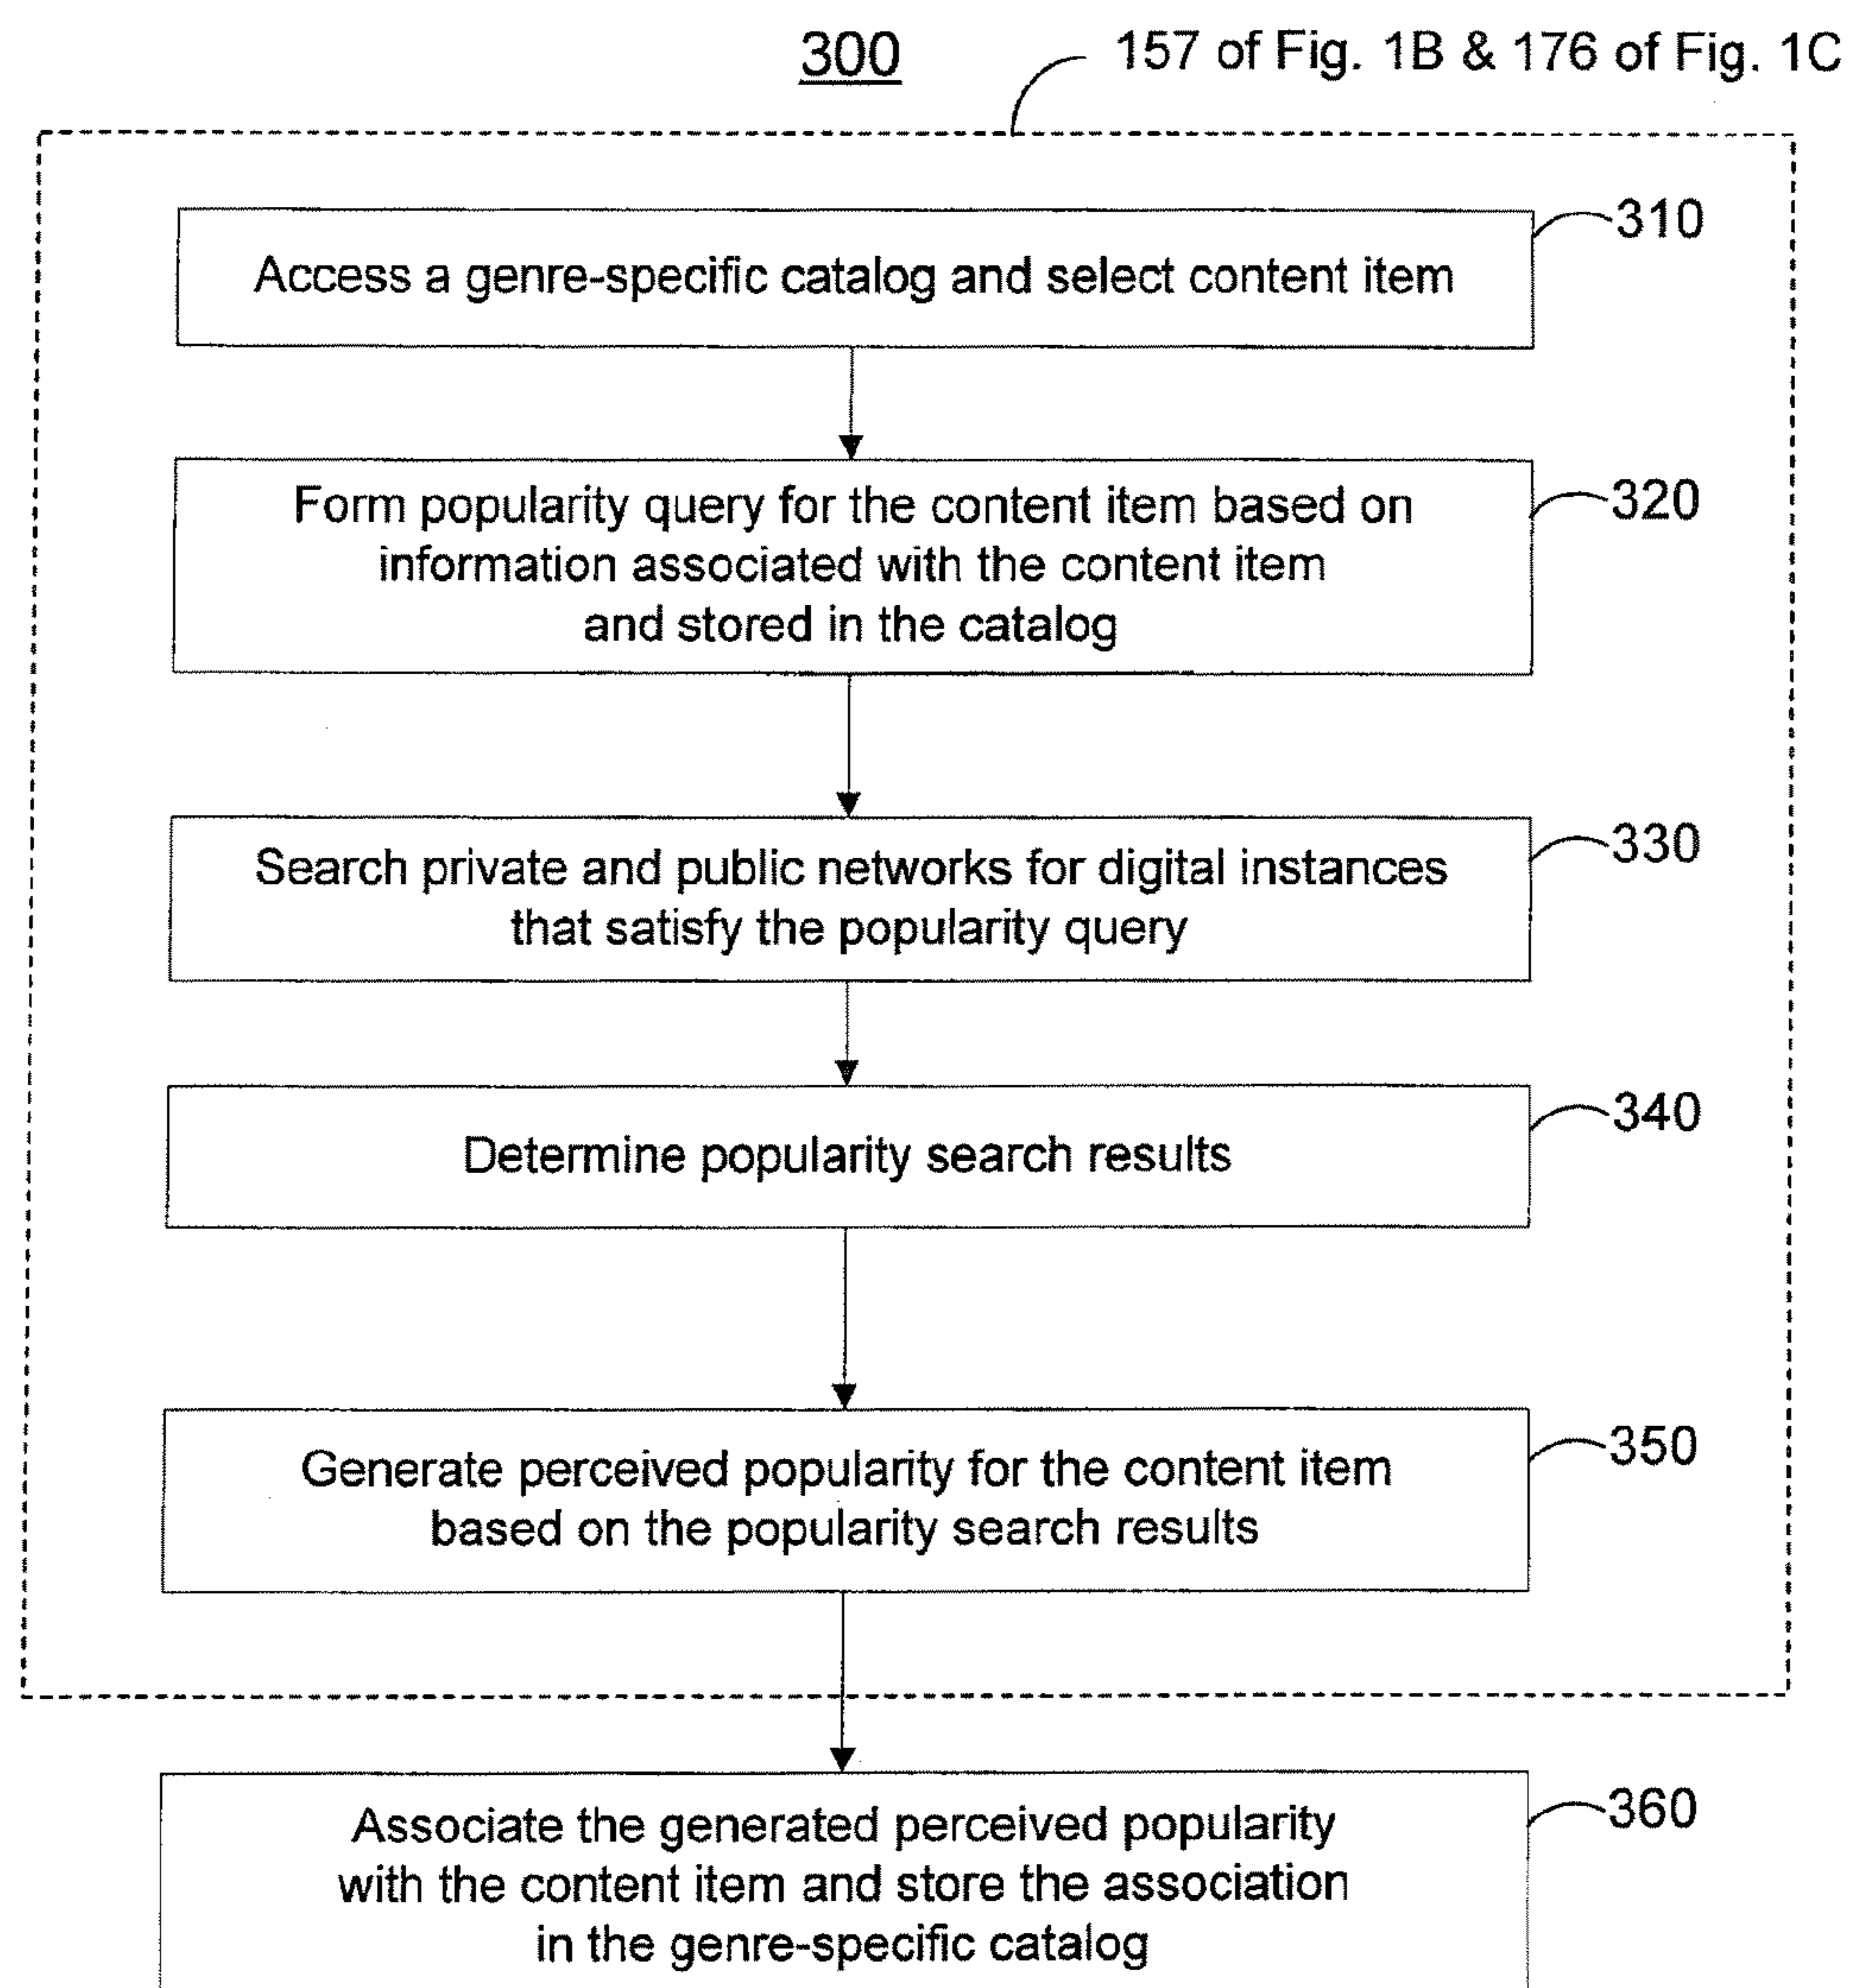 300
157 of Fig. 1B & 176 of Fig. 1C
310
Access a genre-specific catalog and select content item
320
Form popularity query for the content item based on
information associated with the content item
and stored in the catalog
330
Search private and public networks for digital instances
that satisfy the popularity query
340
Determine popularity search results
350
Generate perceived popularity for the content item
based on the popularity search results
360
Associate the generated perceived popularity
with the content item and store the association
in the genre-specific catalog